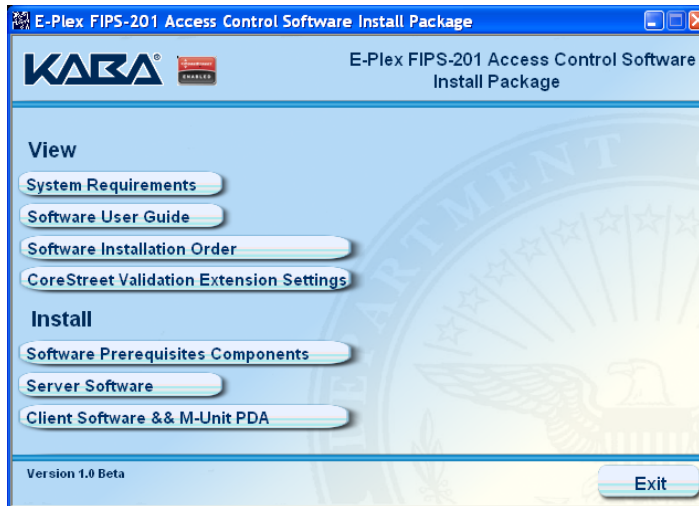 E-Plex FIPS-201 Access Control Software Install Package
KABA
ENABLED
E-Plex FIPS-201 Access Control Software
Install Package
View
System Requirements
Software User Guide
Software Installation Order
CoreStreet Validation Extension Settings
Install
Software Prerequisites Components
Server Software
Client Software && M-Unit PDA
DEPARTMENT
Version 1.0 Beta
Exit